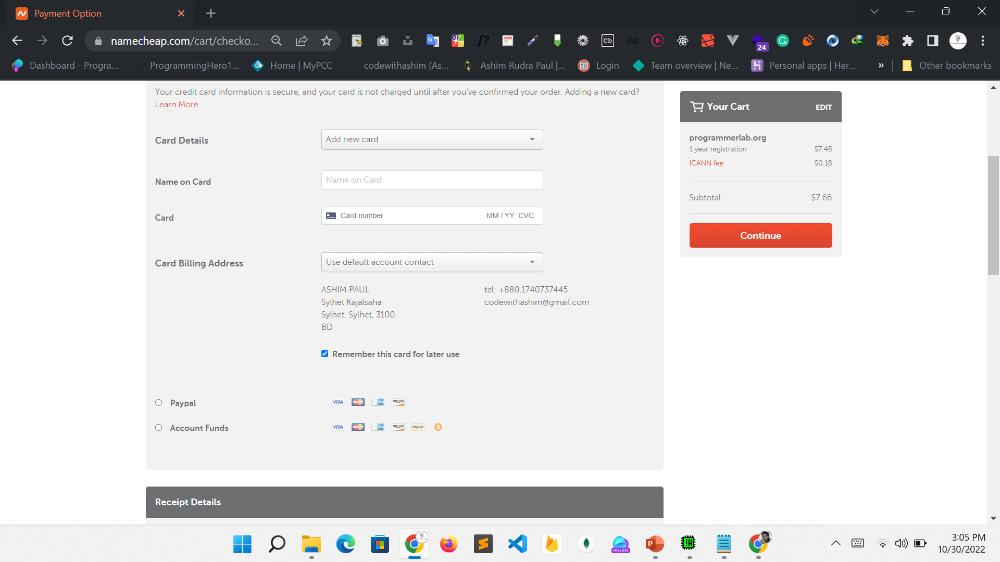 Payment Option
namecheap.com/cart/checko...
24
Dashboard - Progra...
ProgrammingHero1...
Home | MyPCC
codewithashim (As...
Ashim Rudra Paul |...
Login
Team overview | Ne...
Personal apps | Her...
»
Other bookmarks
Your credit card information is secure, and your card is not charged until after you've confirmed your order. Adding a new card?
Learn More
Card Details
Add new card
Name on Card
Name on Card
Card
Card number MM / YY CVC
Card Billing Address
Use default account contact
ASHIM PAUL
Sylhet Kajalsaha
Sylhet, Sylhet, 3100
BD
tel: +880.1740737445
codewithashim@gmail.com
Remember this card for later use
Paypal
VISA
DISCOVER
Account Funds
VISA
DISCOVER
PayPal
Your Cart
EDIT
programmerlab.org
1 year registration $7.48
ICANN fee $0.18
Subtotal $7.66
Continue
Receipt Details
PREVIEW
3:05 PM
10/30/2022